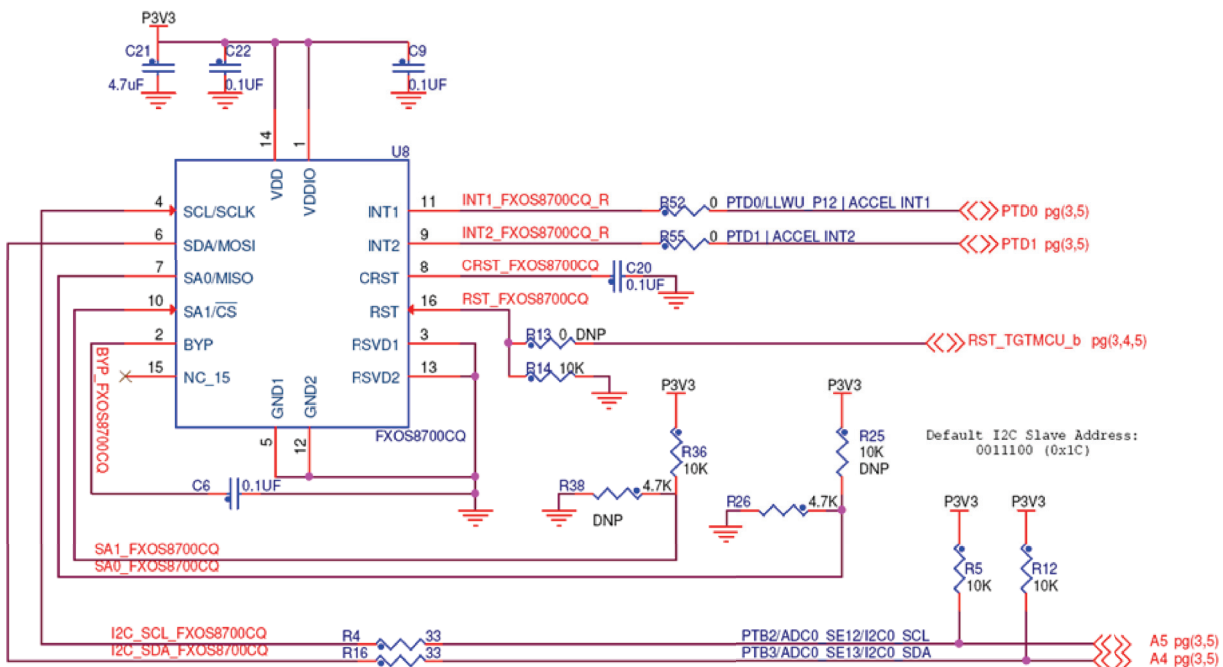 P3V3
C21
C22
C9
4.7uF
0.1UF
0.1UF
14
1
U8
VDD
VDDIO
4
SCL/SCLK
INT1
11
INT1_FXOS8700CQ_R
R52
0
PTD0/LLWU_P12 | ACCEL INT1
PTD0 pg(3,5)
6
SDA/MOSI
INT2
9
INT2_FXOS8700CQ_R
R55
0
PTD1 | ACCEL INT2
PTD1 pg(3,5)
7
SA0/MISO
CRST
8
CRST_FXOS8700CQ
C20
0.1UF
10
SA1/CS
RST
16
RST_FXOS8700CQ
2
BYP
RSVD1
3
R13
0
DNP
RST_TGTMCU_b pg(3,4,5)
15
NC_15
RSVD2
13
R14
10K
BYP_FXOS8700CQ
GND1
GND2
5
12
FXOS8700CQ
P3V3
P3V3
R36
10K
R25
10K
DNP
Default I2C Slave Address:
0011100 (0x1C)
C6
0.1UF
R38
4.7K
DNP
R26
4.7K
P3V3
P3V3
SA1_FXOS8700CQ
SA0_FXOS8700CQ
R5
10K
R12
10K
I2C_SCL_FXOS8700CQ
R4
33
PTB2/ADC0_SE12/I2C0_SCL
A5 pg(3,5)
I2C_SDA_FXOS8700CQ
R16
33
PTB3/ADC0_SE13/I2C0_SDA
A4 pg(3,5)